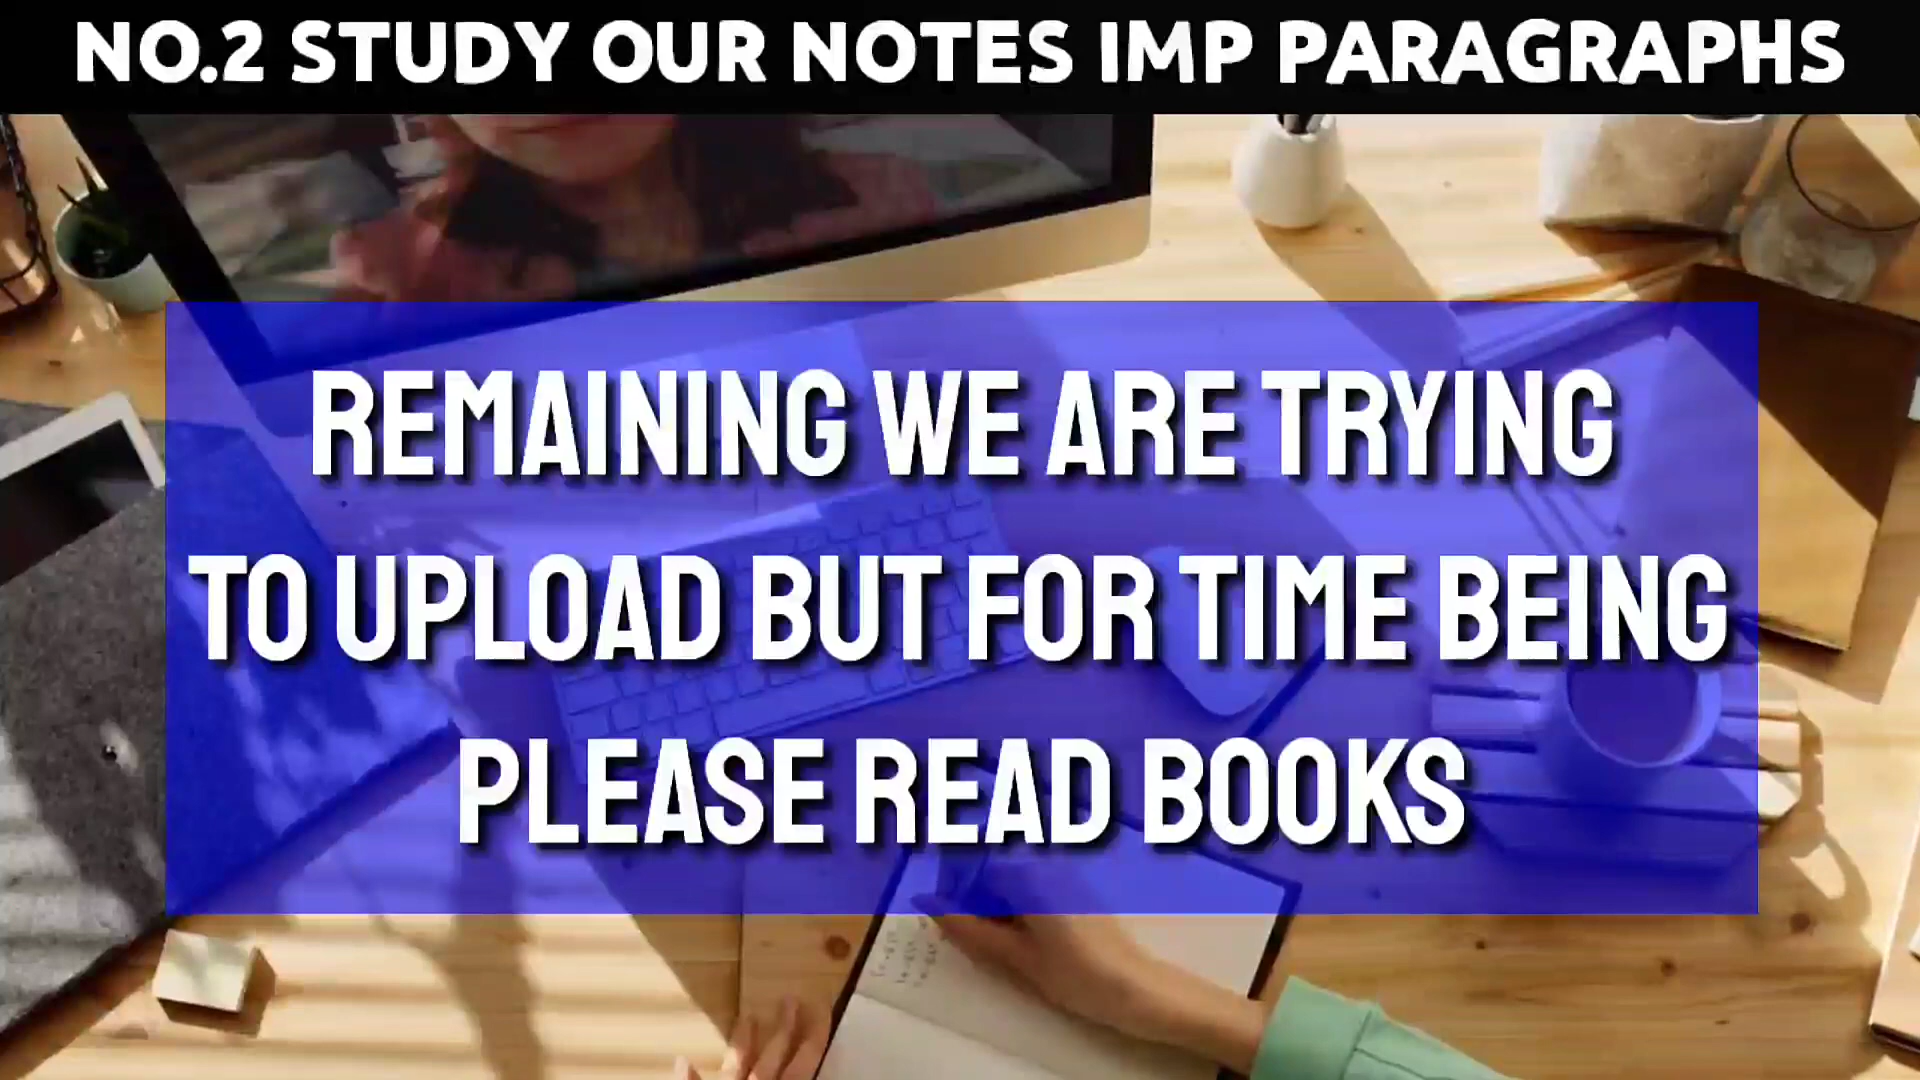 NO.2 STUDY OUR NOTES IMP PARAGRAPHS
REMAINING WE ARE TRYING
TO UPLOAD BUT FOR TIME BEING
PLEASE READ BOOKS